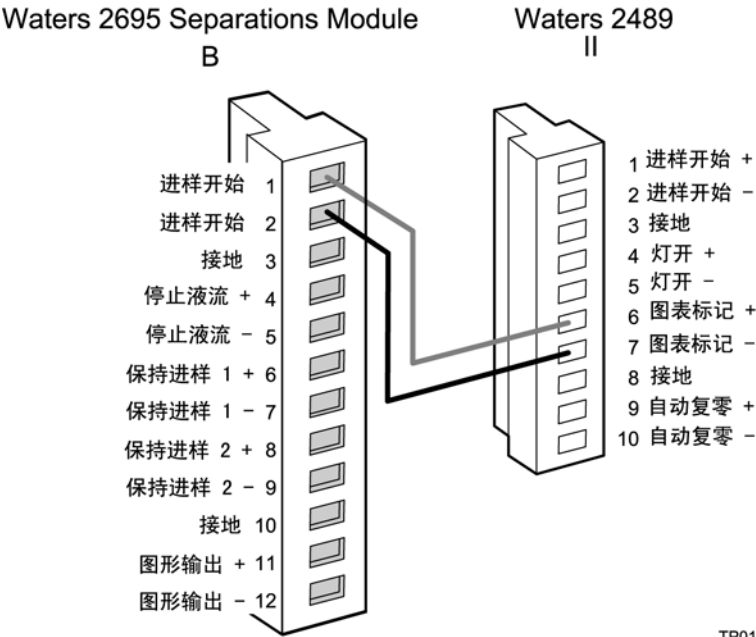 Waters 2695 Separations Module
B
进样开始 1
进样开始 2
接地 3
停止液流 + 4
停止液流 - 5
保持进样 1 + 6
保持进样 1 - 7
保持进样 2 + 8
保持进样 2 - 9
接地 10
图形输出 + 11
图形输出 - 12
Waters 2489
II
1 进样开始 +
2 进样开始 -
3 接地
4 灯开 +
5 灯开 -
6 图表标记 +
7 图表标记 -
8 接地
9 自动复零 +
10 自动复零 -